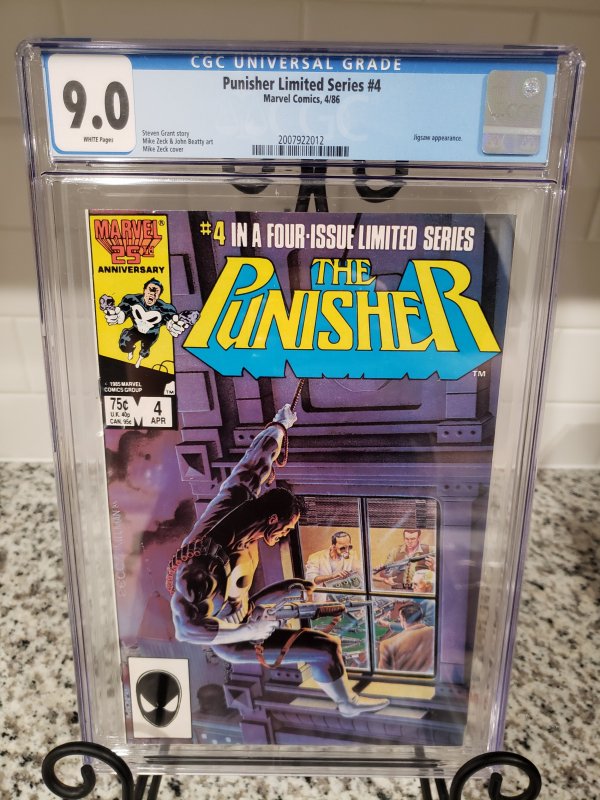 CGC UNIVERSAL GRADE
9.0
WHITE Pages
Punisher Limited Series #4
Marvel Comics, 4/86
Steven Grant story
Mike Zeck & John Beatty art
Mike Zeck cover
2007922012
Jigsaw appearance.
MARVEL®
25TH
ANNIVERSARY
© 1985 MARVEL
COMICS GROUP
TM
75¢
U.K. 40p
CAN. 95¢
4
APR
#4 IN A FOUR-ISSUE LIMITED SERIES
THE
PUNISHER
TM